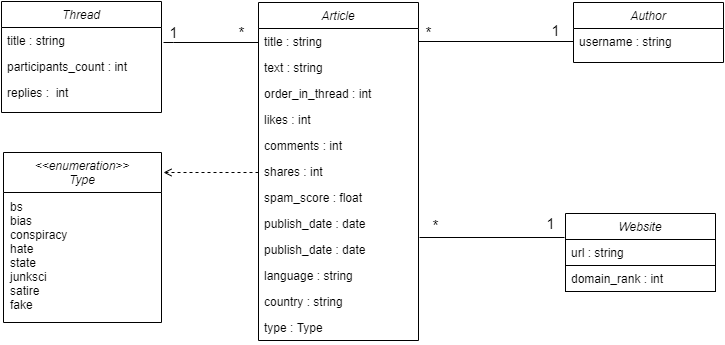 Thread
title : string
participants_count : int
replies :  int
1
*
Article
title : string
text : string
order_in_thread : int
likes : int
comments : int
shares : int
spam_score : float
publish_date : date
publish_date : date
language : string
country : string
type : Type
*
1
Author
username : string
<<enumeration>>
Type
bs
bias
conspiracy
hate
state
junksci
satire
fake
*
1
Website
url : string
domain_rank : int